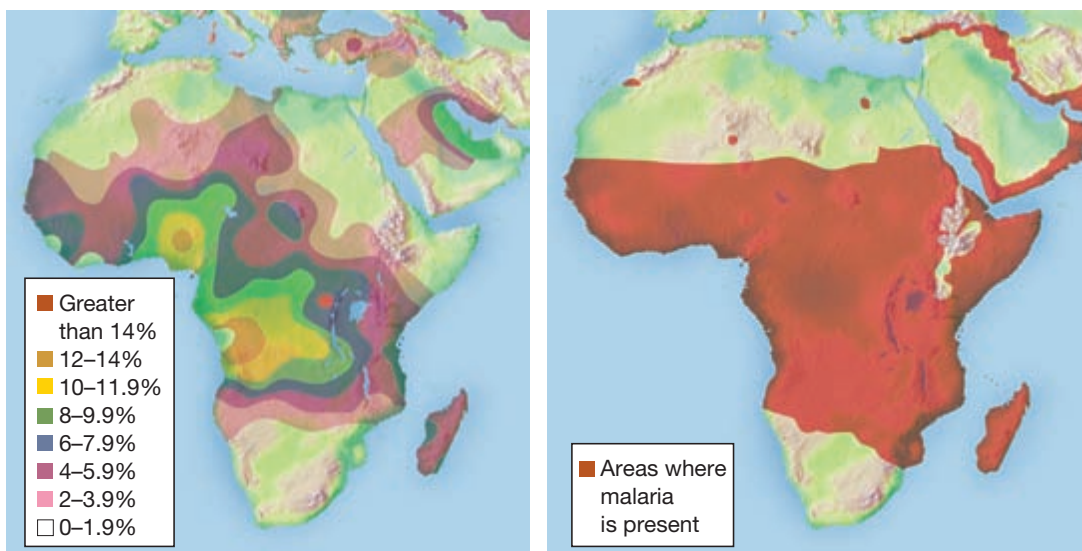 Greater
than 14%
12–14%
10–11.9%
8–9.9%
6–7.9%
4–5.9%
2–3.9%
0–1.9%
Areas where
malaria
is present